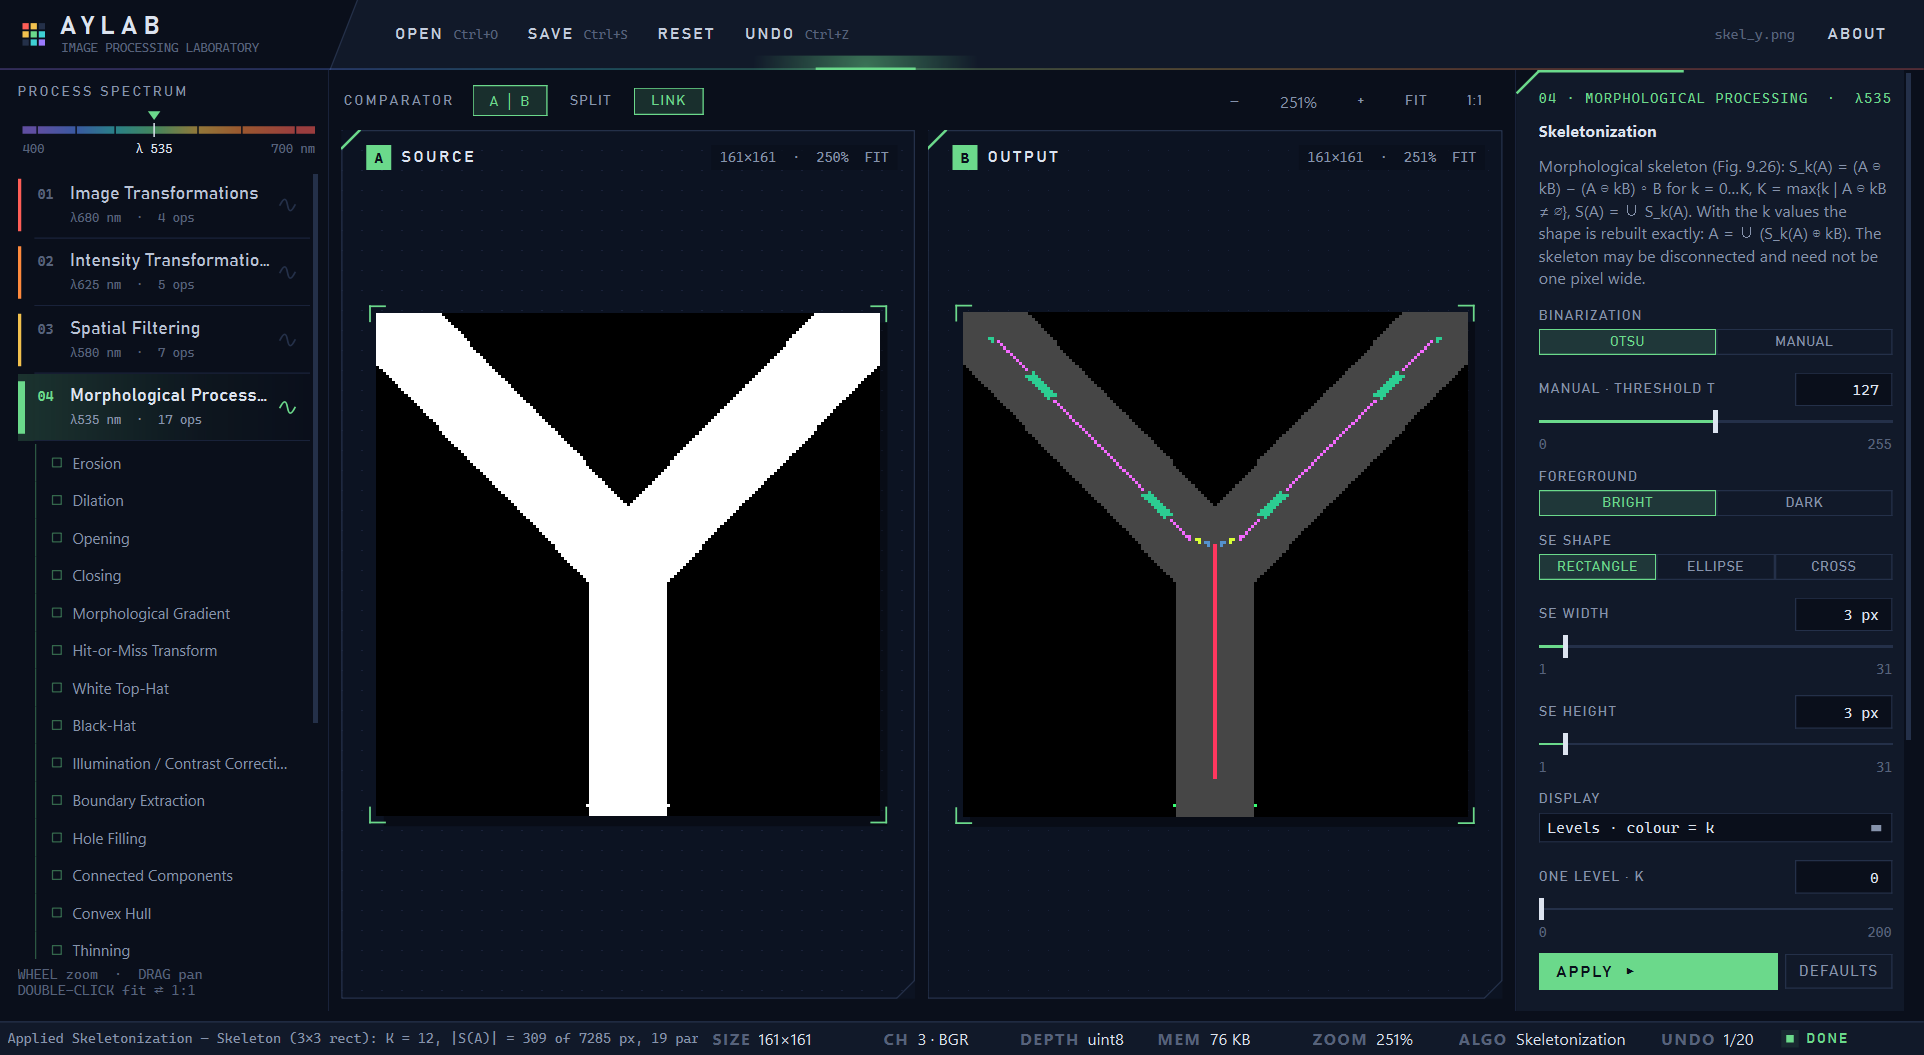 AYLAB
IMAGE PROCESSING LABORATORY
OPEN Ctrl+O SAVE Ctrl+S RESET UNDO Ctrl+Z
skel_y.png ABOUT
PROCESS SPECTRUM
400 λ 535 700 nm
01 Image Transformations
λ680 nm · 4 ops
02 Intensity Transformatio...
λ625 nm · 5 ops
03 Spatial Filtering
λ580 nm · 7 ops
04 Morphological Process...
λ535 nm · 17 ops
Erosion
Dilation
Opening
Closing
Morphological Gradient
Hit-or-Miss Transform
White Top-Hat
Black-Hat
Illumination / Contrast Correcti...
Boundary Extraction
Hole Filling
Connected Components
Convex Hull
Thinning
WHEEL zoom · DRAG pan
DOUBLE-CLICK fit ⇄ 1:1
COMPARATOR A | B SPLIT LINK
− 251% + FIT 1:1
A SOURCE 161×161 · 250% FIT
B OUTPUT 161×161 · 251% FIT
04 · MORPHOLOGICAL PROCESSING · λ535
Skeletonization
Morphological skeleton (Fig. 9.26): S_k(A) = (A ⊖
kB) − (A ⊖ kB) ∘ B for k = 0...K, K = max{k | A ⊖ kB
≠ ∅}, S(A) = ∪ S_k(A). With the k values the
shape is rebuilt exactly: A = ∪ (S_k(A) ⊕ kB). The
skeleton may be disconnected and need not be
one pixel wide.
BINARIZATION
OTSU MANUAL
MANUAL · THRESHOLD T 127
0 255
FOREGROUND
BRIGHT DARK
SE SHAPE
RECTANGLE ELLIPSE CROSS
SE WIDTH 3 px
1 31
SE HEIGHT 3 px
1 31
DISPLAY
Levels · colour = k
ONE LEVEL · K 0
0 200
APPLY ▸ DEFAULTS
Applied Skeletonization — Skeleton (3×3 rect): K = 12, |S(A)| = 309 of 7285 px, 19 par SIZE 161×161 CH 3 · BGR DEPTH uint8 MEM 76 KB ZOOM 251% ALGO Skeletonization UNDO 1/20 DONE